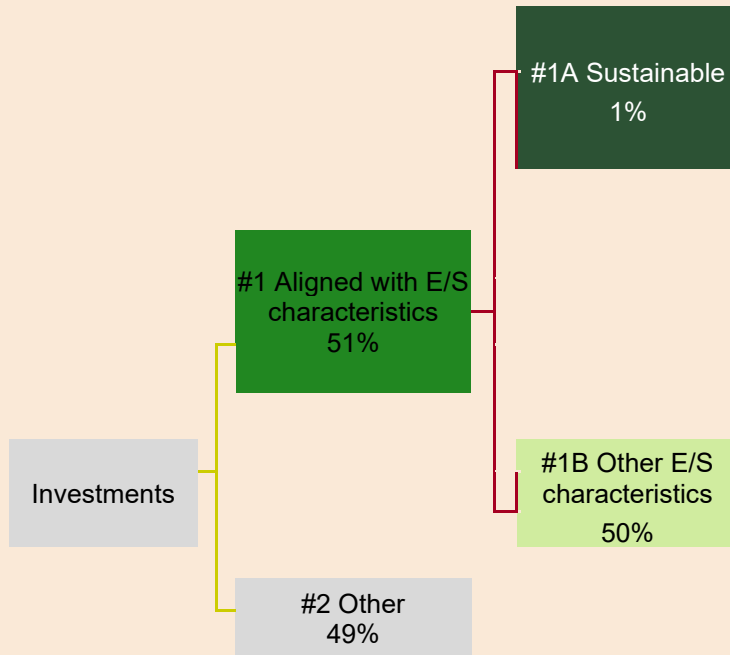 #1A Sustainable
1%
#1 Aligned with E/S
characteristics
51%
Investments
#1B Other E/S
characteristics
50%
#2 Other
49%